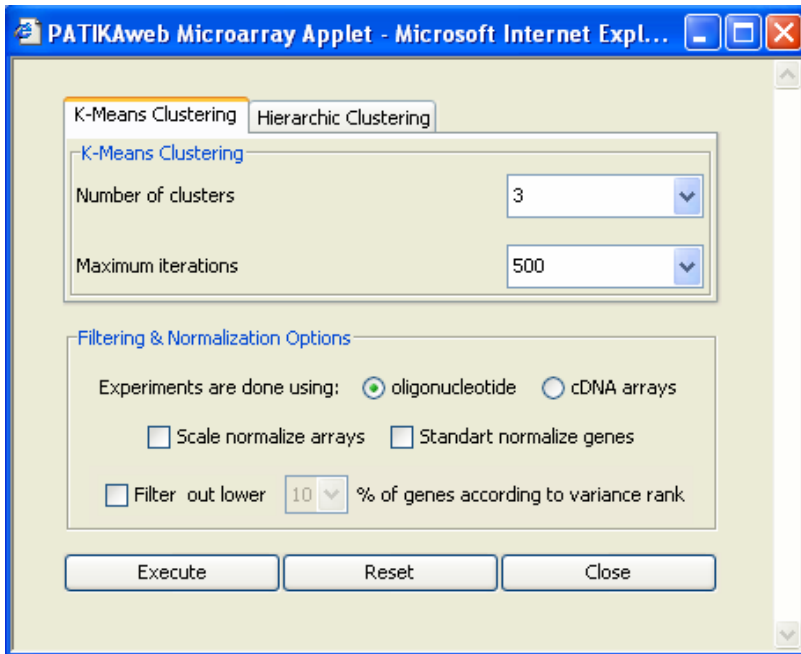 PATIKAweb Microarray Applet - Microsoft Internet Expl...
K-Means Clustering Hierarchic Clustering
K-Means Clustering
Number of clusters 3
Maximum iterations 500
Filtering & Normalization Options
Experiments are done using: oligonucleotide cDNA arrays
Scale normalize arrays Standart normalize genes
Filter out lower 10 % of genes according to variance rank
Execute Reset Close